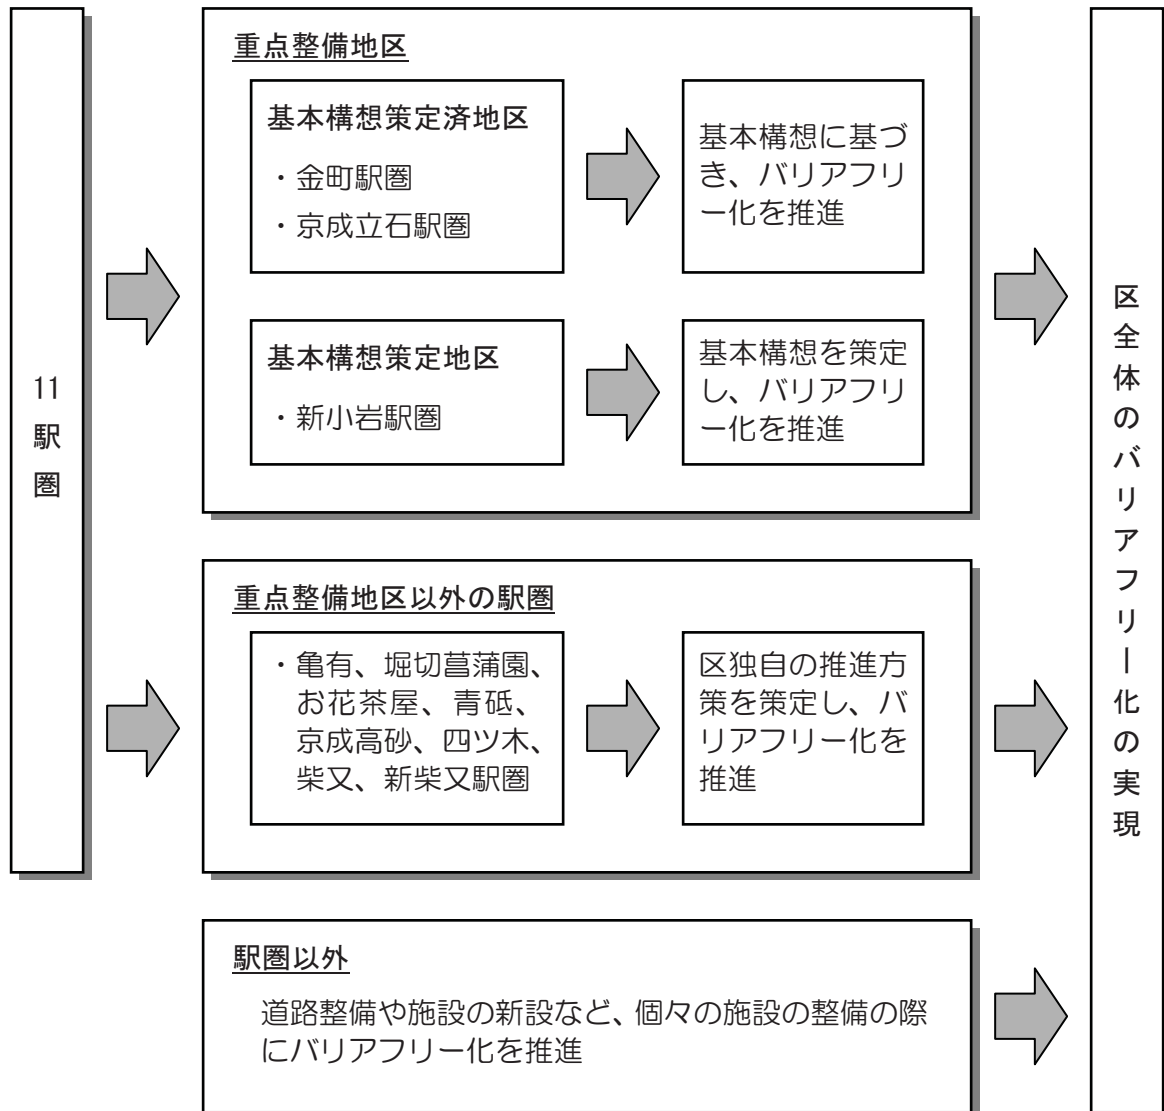 11駅圏
重点整備地区
基本構想策定済地区
・金町駅圏
・京成立石駅圏
基本構想に基づ
き、バリアフリ
ー化を推進
基本構想策定地区
・新小岩駅圏
基本構想を策定
し、バリアフリ
ー化を推進
重点整備地区以外の駅圏
・亀有、堀切菖蒲園、
お花茶屋、青砥、
京成高砂、四ツ木、
柴又、新柴又駅圏
区独自の推進方
策を策定し、バ
リアフリー化を
推進
駅圏以外
道路整備や施設の新設など、個々の施設の整備の際
にバリアフリー化を推進
区全体のバリアフリー化の実現